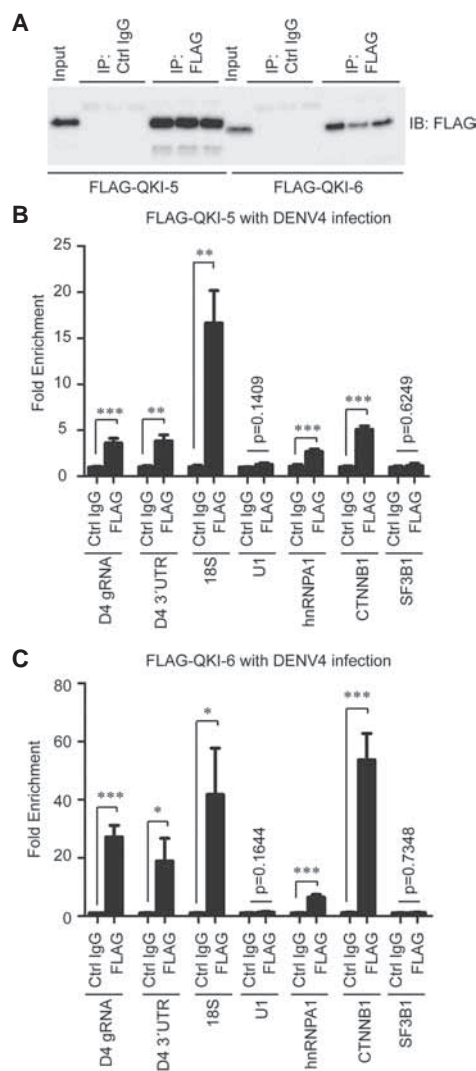 A
Input
IP:
Ctrl IgG
IP:
FLAG
Input
IP:
Ctrl IgG
IP:
FLAG
IB: FLAG
FLAG-QKI-5
FLAG-QKI-6
B
FLAG-QKI-5 with DENV4 infection
Fold Enrichment
25
20
15
10
5
0
***
**
**
p=0.1409
***
***
p=0.6249
Ctrl IgG
FLAG
Ctrl IgG
FLAG
Ctrl IgG
FLAG
Ctrl IgG
FLAG
Ctrl IgG
FLAG
Ctrl IgG
FLAG
Ctrl IgG
FLAG
D4 gRNA
D4 3´UTR
18S
U1
hnRNPA1
CTNNB1
SF3B1
C
FLAG-QKI-6 with DENV4 infection
Fold Enrichment
80
60
40
20
0
***
*
*
p=0.1644
***
***
p=0.7348
Ctrl IgG
FLAG
Ctrl IgG
FLAG
Ctrl IgG
FLAG
Ctrl IgG
FLAG
Ctrl IgG
FLAG
Ctrl IgG
FLAG
Ctrl IgG
FLAG
D4 gRNA
D4 3´UTR
18S
U1
hnRNPA1
CTNNB1
SF3B1